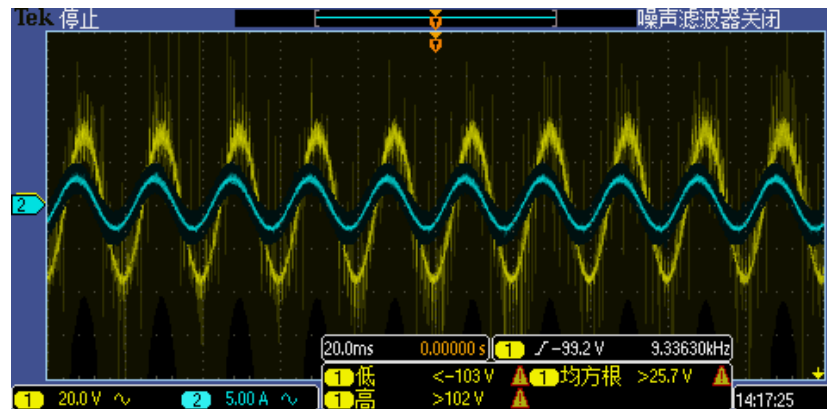 Tek 停止 噪声滤波器关闭
2
20.0ms 0.00000 s 1 -99.2 V 9.33630kHz
1 低 <-103 V 1 均方根 >25.7 V
1 20.0 V 2 5.00 A 1 高 >102 V 14:17:25